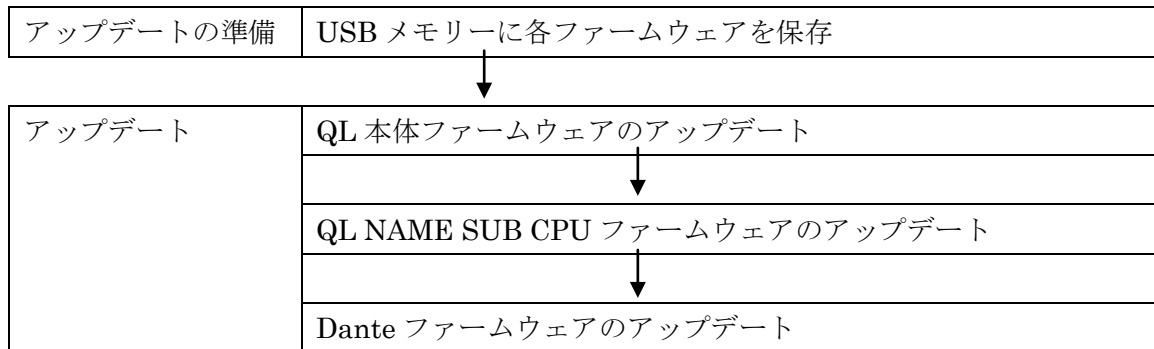 アップデートの準備 USB メモリーに各ファームウェアを保存
アップデート QL 本体ファームウェアのアップデート
QL NAME SUB CPU ファームウェアのアップデート
Dante ファームウェアのアップデート